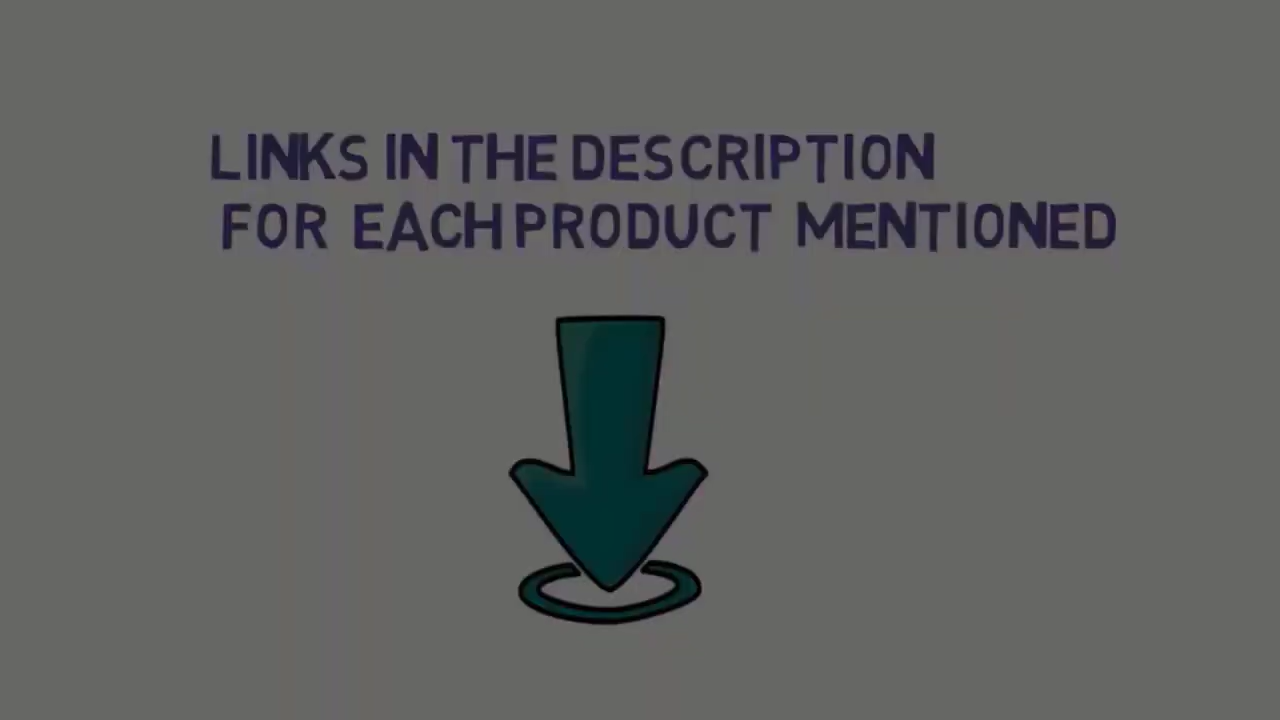 LINKS IN THE DESCRIPTION
FOR EACH PRODUCT MENTIONED